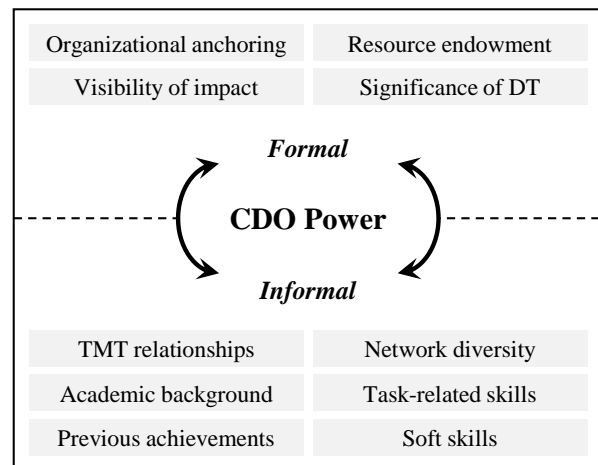 Organizational anchoring Resource endowment
Visibility of impact Significance of DT
Formal
CDO Power
Informal
TMT relationships Network diversity
Academic background Task-related skills
Previous achievements Soft skills